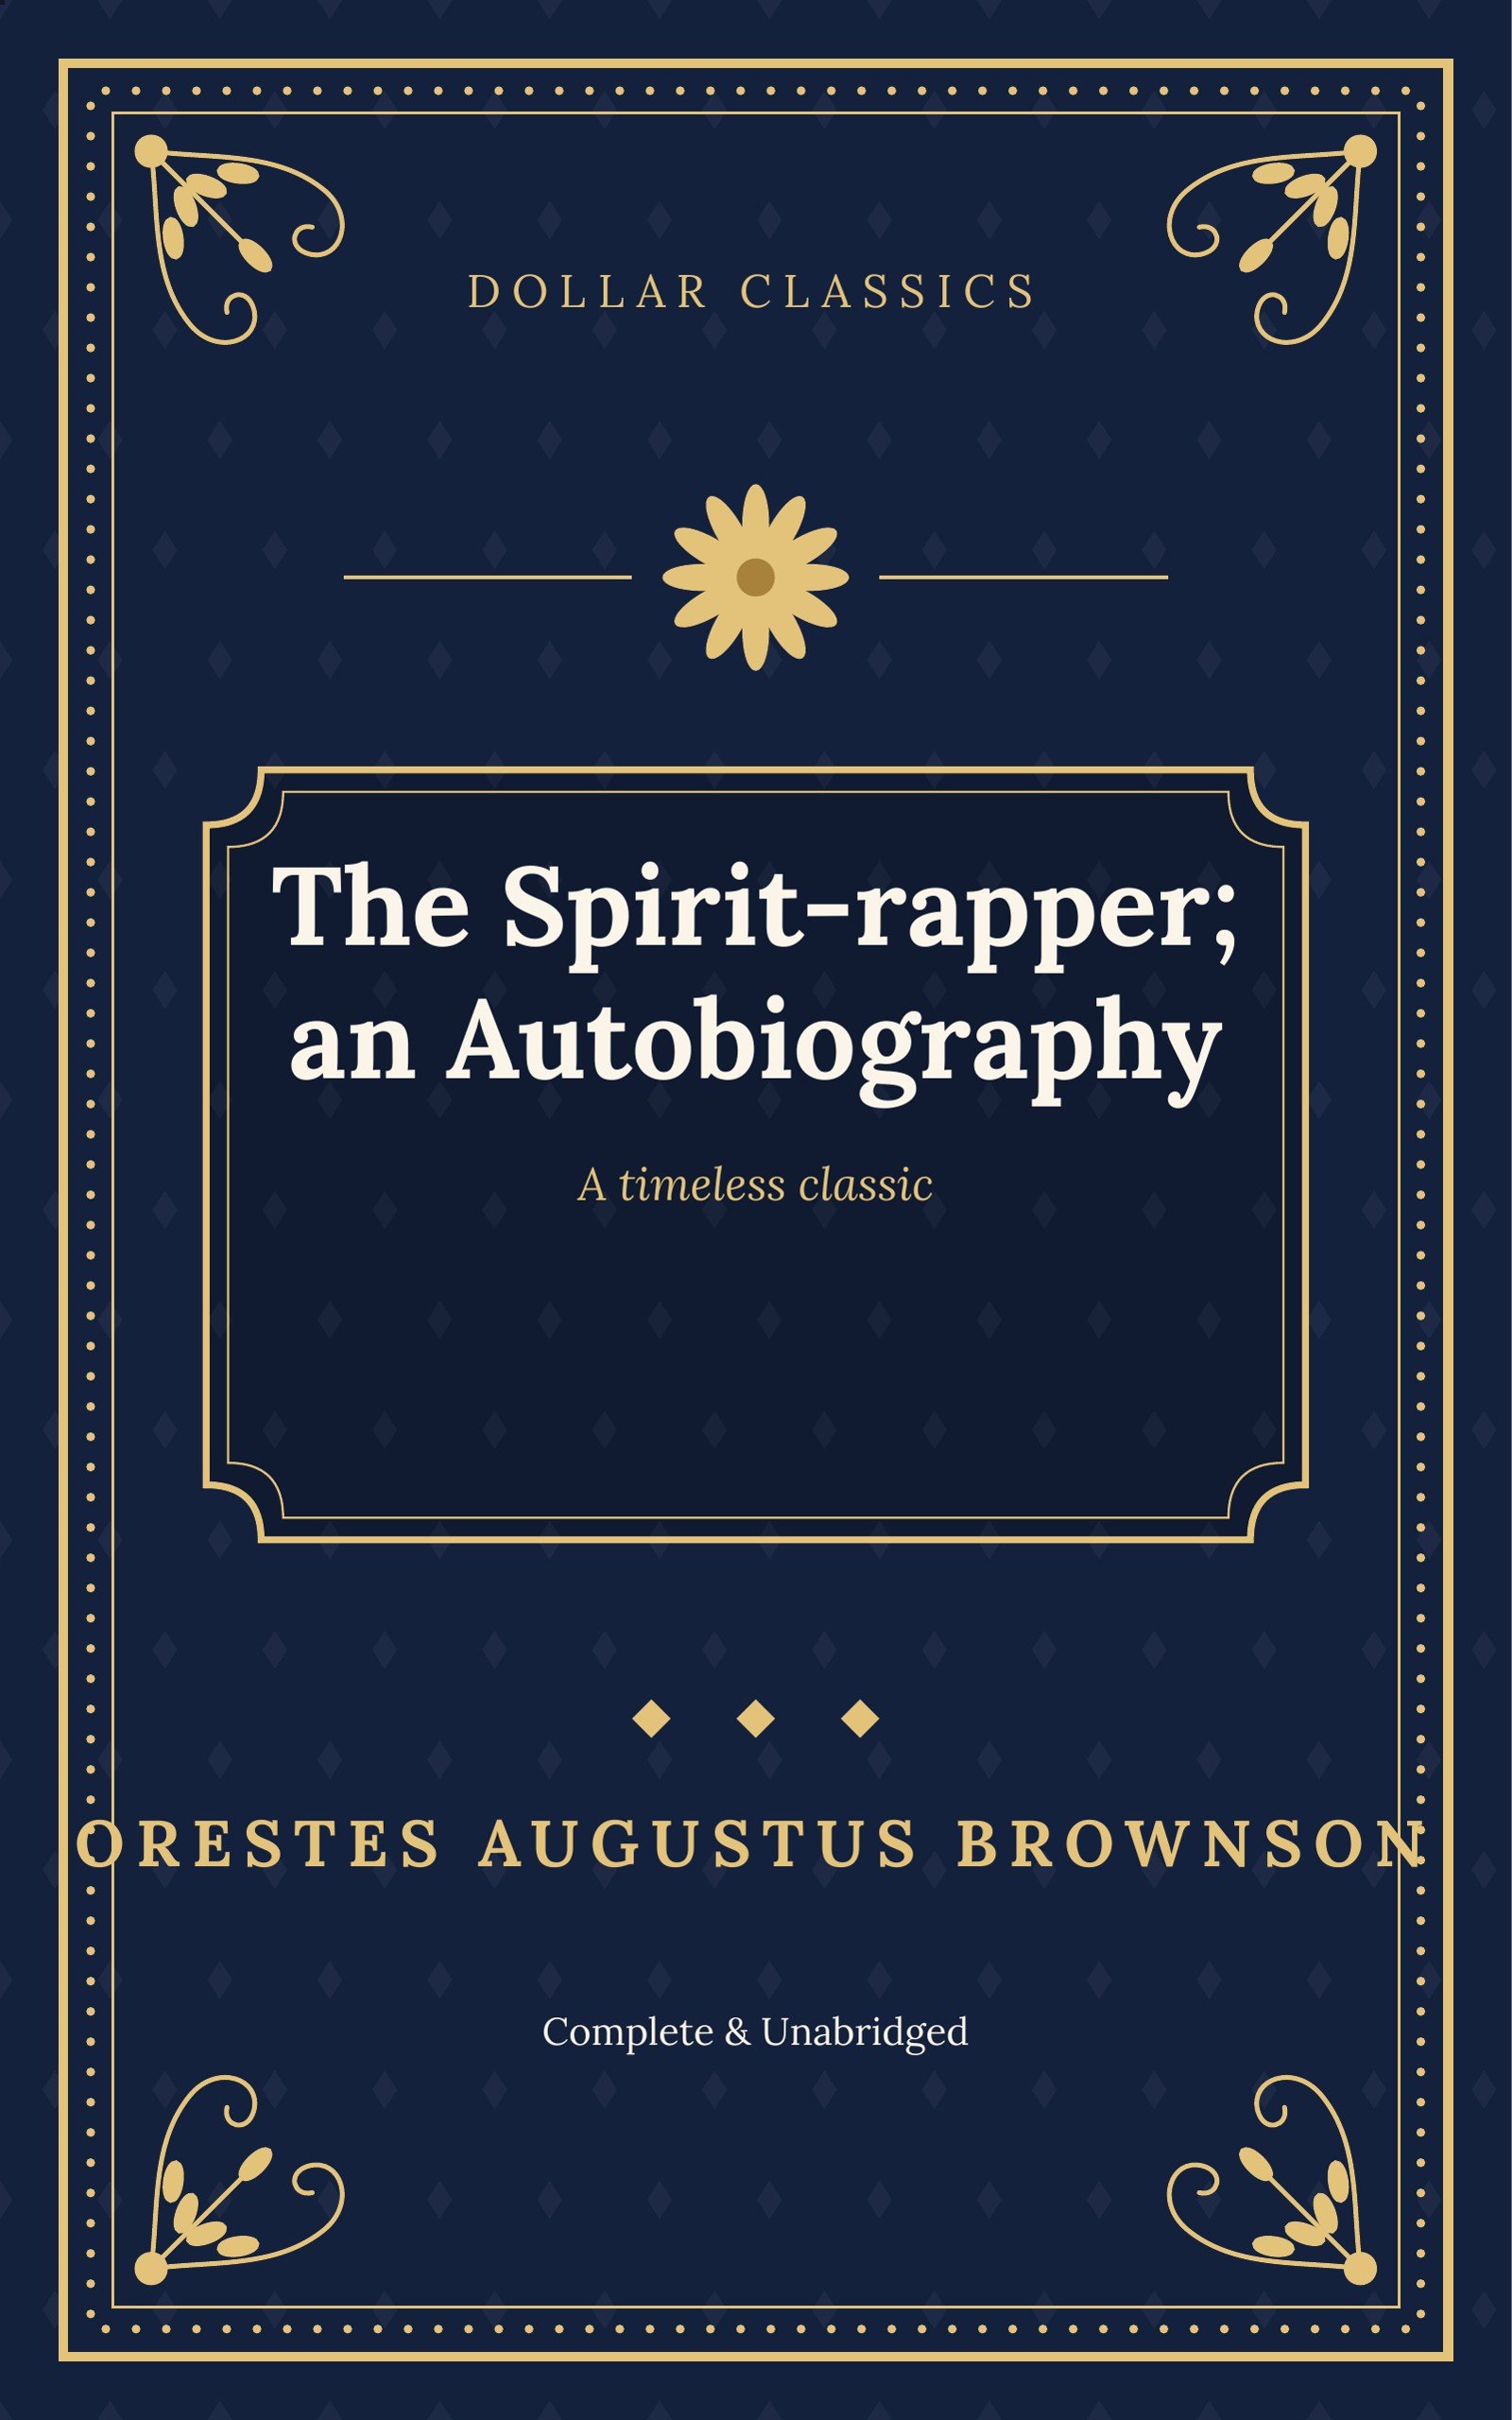 DOLLAR CLASSICS
The Spirit-rapper;
an Autobiography
A timeless classic
ORESTES AUGUSTUS BROWNSON
Complete & Unabridged